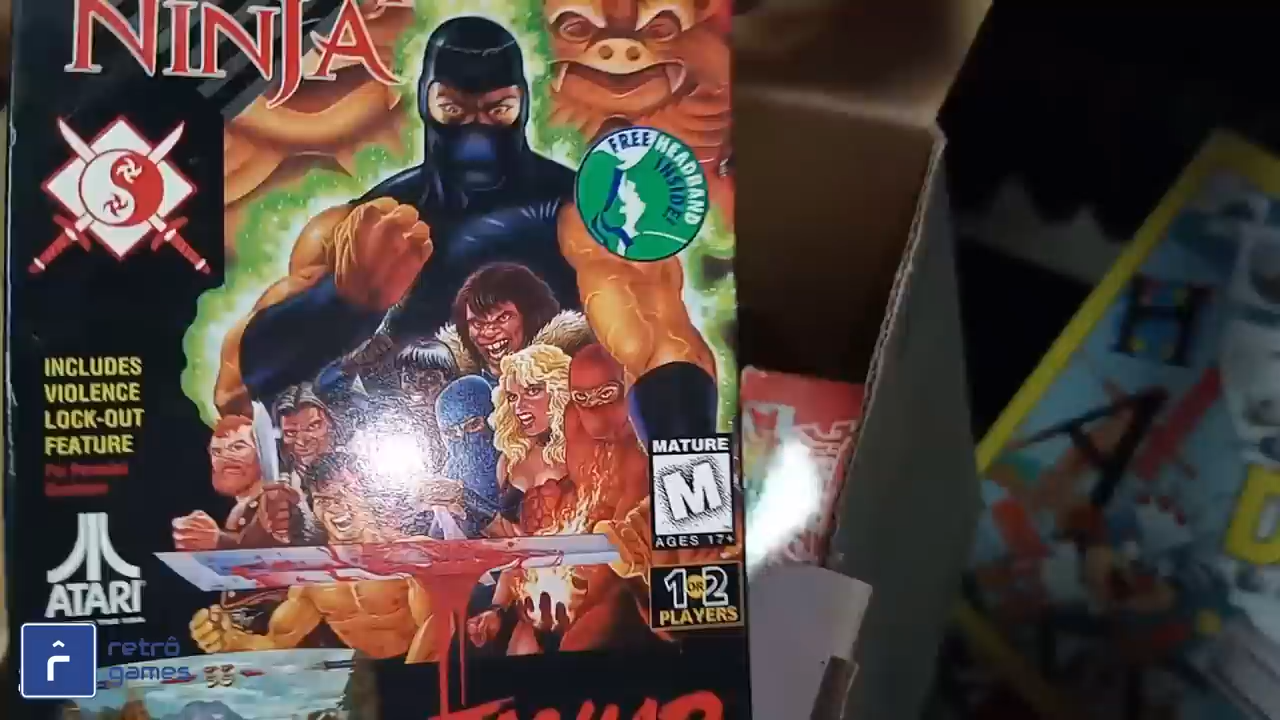 NINJA
FREE HEADBAND
INSIDE!
INCLUDES
VIOLENCE
LOCK-OUT
FEATURE
MATURE
M
AGES 17+
ATARI
1 OR 2
PLAYERS
retrô
games
r̂